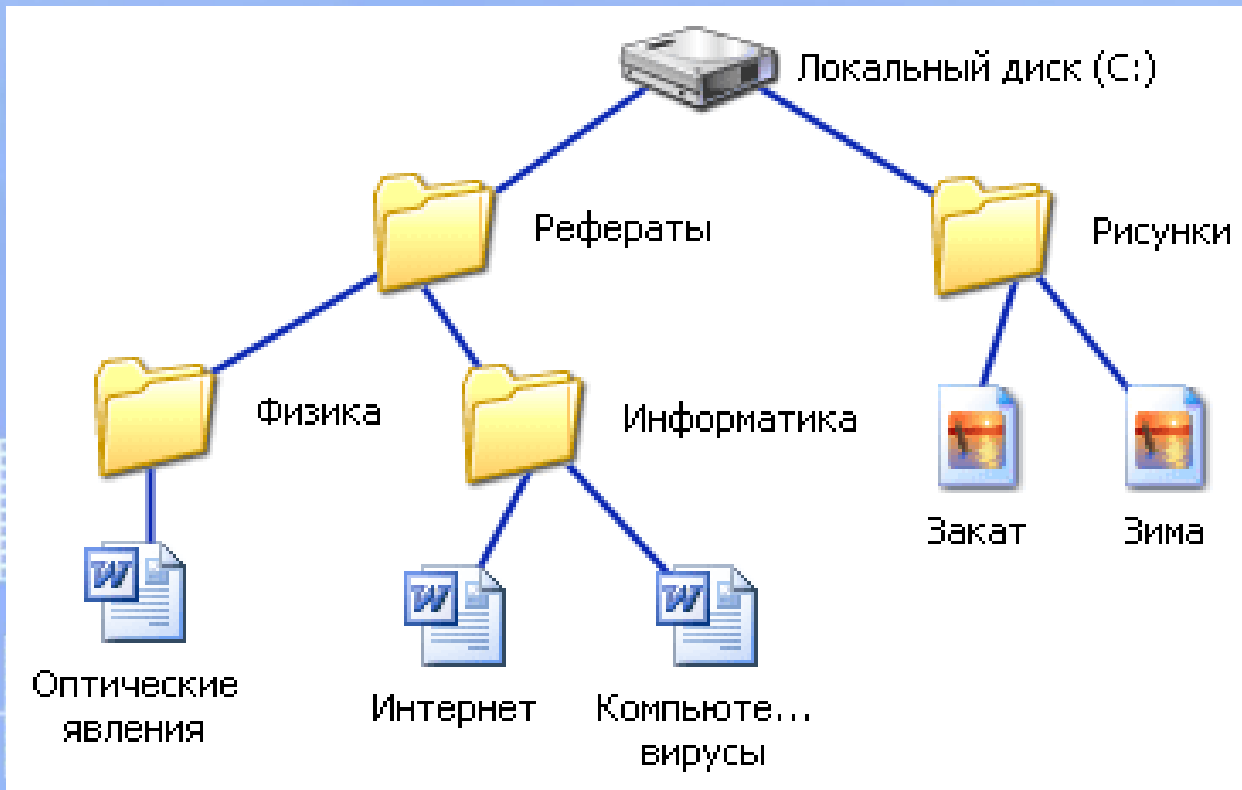 Локальный диск (C:)
Рефераты
Рисунки
Физика
Информатика
Закат
Зима
Оптические
явления
Интернет
Компьюте...
вирусы